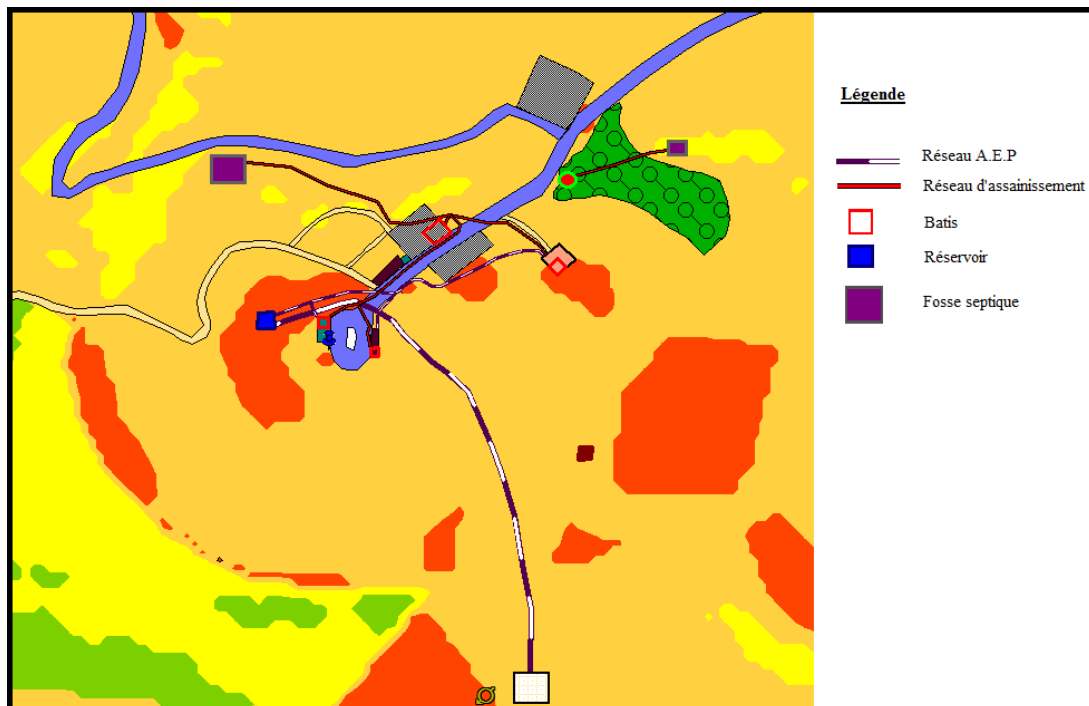 Légende
Réseau A.E.P
Réseau d'assainissement
Batis
Réservoir
Fosse septique